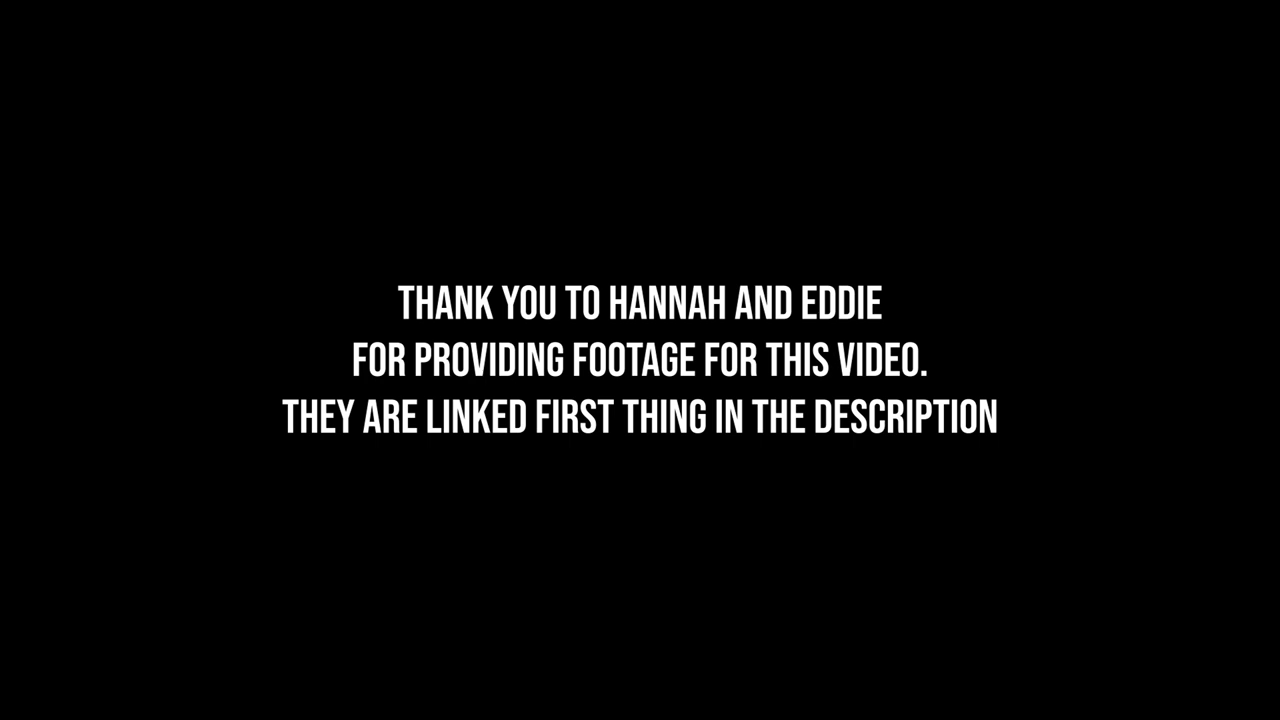 THANK YOU TO HANNAH AND EDDIE
FOR PROVIDING FOOTAGE FOR THIS VIDEO.
THEY ARE LINKED FIRST THING IN THE DESCRIPTION